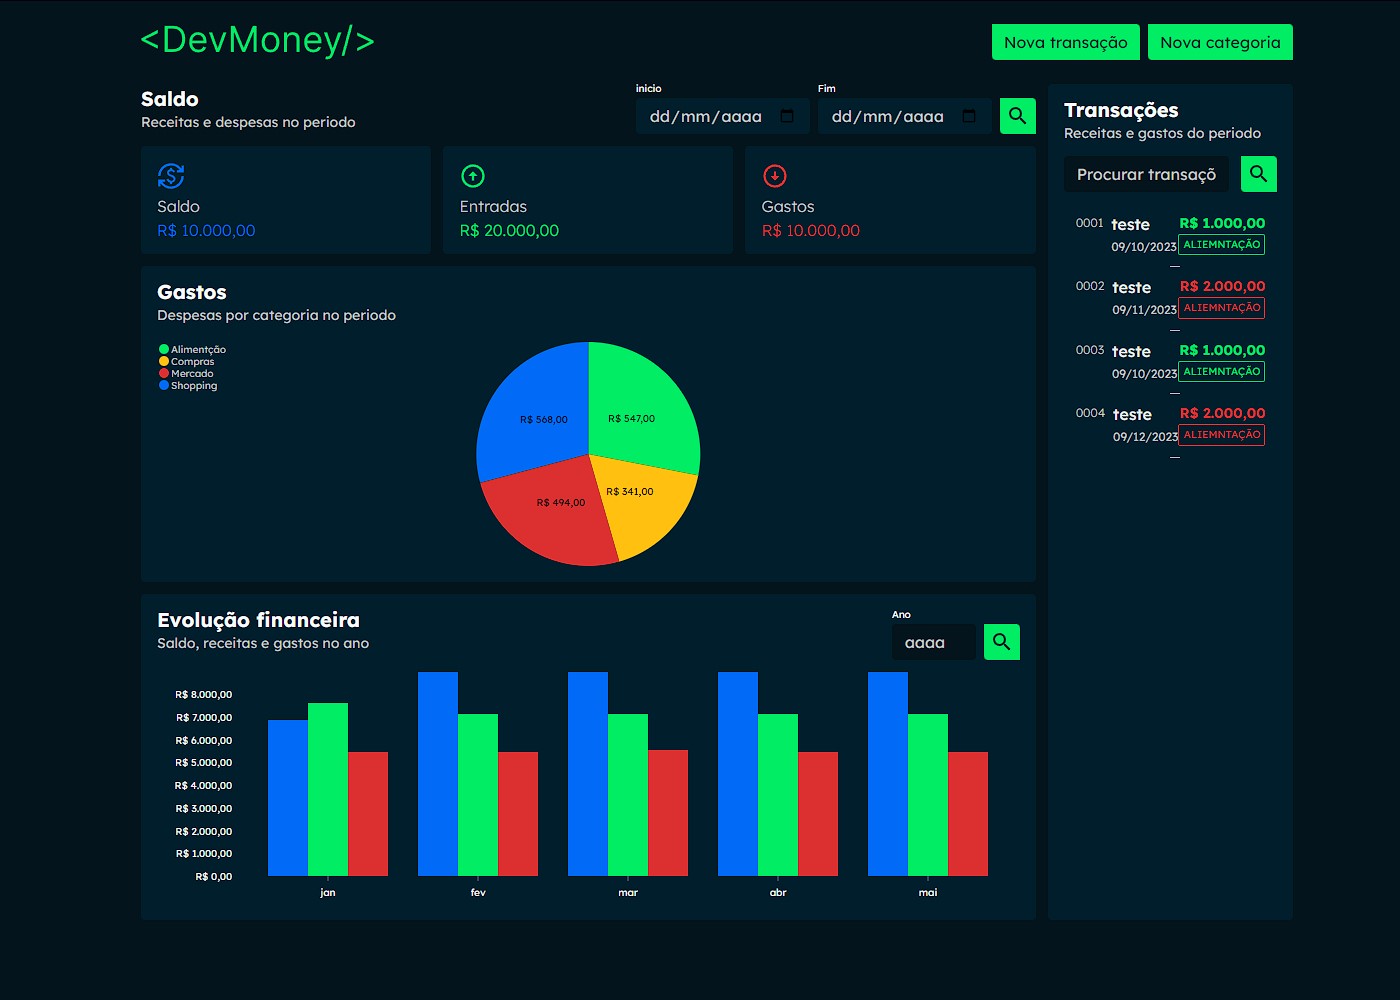 <DevMoney/>
Nova transação
Nova categoria
Saldo
Receitas e despesas no periodo
inicio
dd/mm/aaaa
Fim
dd/mm/aaaa
Saldo
R$ 10.000,00
Entradas
R$ 20.000,00
Gastos
R$ 10.000,00
Gastos
Despesas por categoria no periodo
Alimentção
Compras
Mercado
Shopping
R$ 568,00
R$ 547,00
R$ 341,00
R$ 494,00
Evolução financeira
Saldo, receitas e gastos no ano
Ano
aaaa
R$ 8.000,00
R$ 7.000,00
R$ 6.000,00
R$ 5.000,00
R$ 4.000,00
R$ 3.000,00
R$ 2.000,00
R$ 1.000,00
R$ 0,00
jan
fev
mar
abr
mai
Transações
Receitas e gastos do periodo
Procurar transaçõ
0001 teste R$ 1.000,00
09/10/2023 ALIEMNTAÇÃO
0002 teste R$ 2.000,00
09/11/2023 ALIEMNTAÇÃO
0003 teste R$ 1.000,00
09/10/2023 ALIEMNTAÇÃO
0004 teste R$ 2.000,00
09/12/2023 ALIEMNTAÇÃO